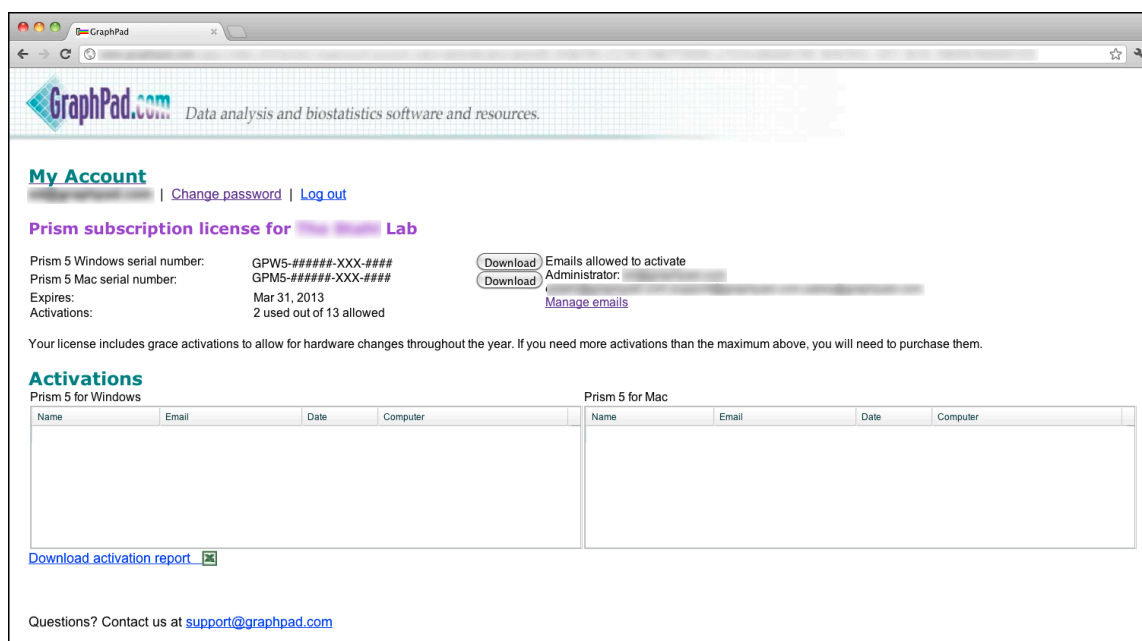 GraphPad
GraphPad.com Data analysis and biostatistics software and resources.
My Account
| Change password | Log out
Prism subscription license for Lab
Prism 5 Windows serial number: GPW5-######-XXX-#### Download Emails allowed to activate
Prism 5 Mac serial number: GPM5-######-XXX-#### Download Administrator:
Expires: Mar 31, 2013
Manage emails
Activations: 2 used out of 13 allowed
Your license includes grace activations to allow for hardware changes throughout the year. If you need more activations than the maximum above, you will need to purchase them.
Activations
Prism 5 for Windows Prism 5 for Mac
Name Email Date Computer Name Email Date Computer
Download activation report
Questions? Contact us at support@graphpad.com